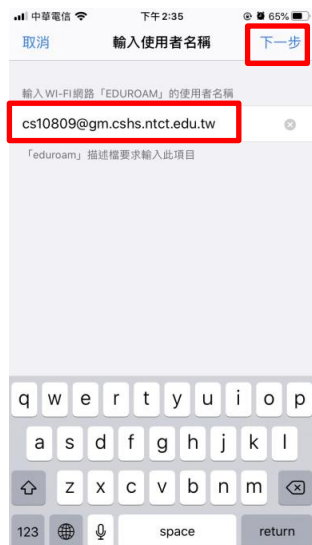 中華電信 下午2:35 65%
取消 輸入使用者名稱 下一步
輸入 WI-FI 網路「EDUROAM」的使用者名稱
cs10809@gm.cshs.ntct.edu.tw
「eduroam」描述檔要求輸入此項目
q w e r t y u i o p
a s d f g h j k l
z x c v b n m
123 space return